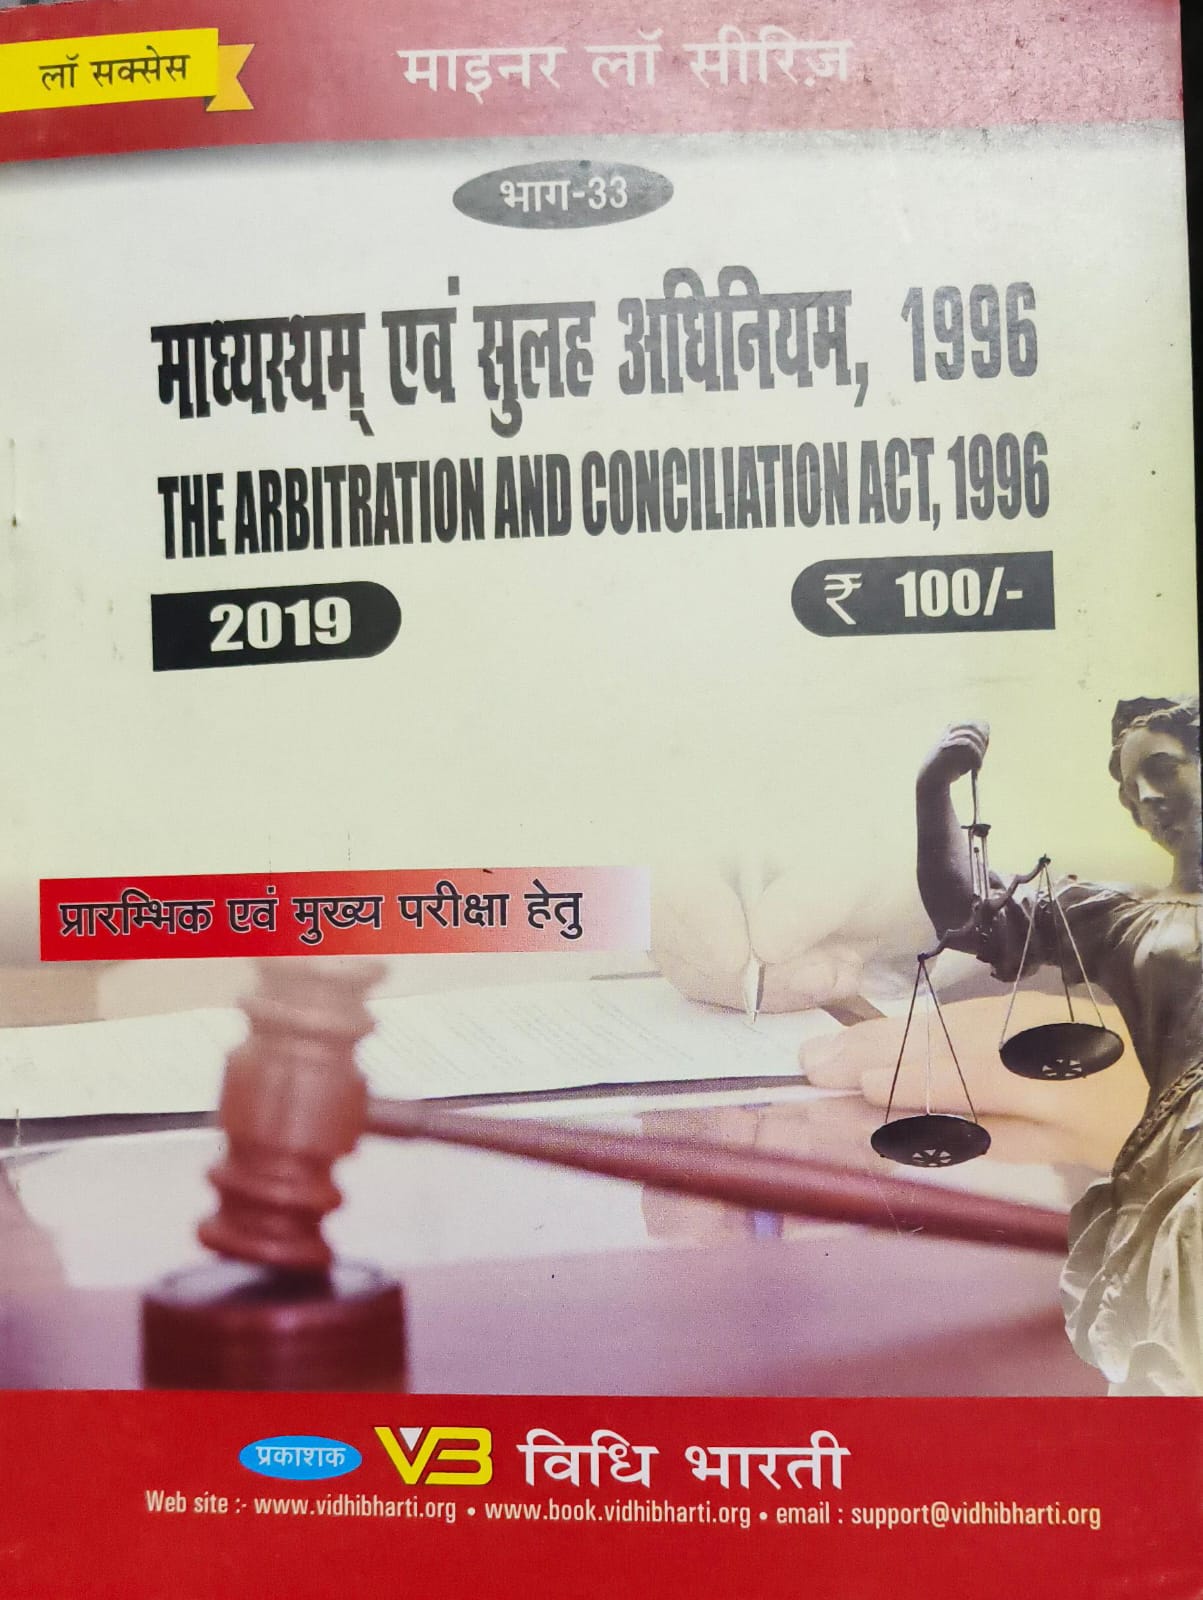 लॉ सक्सेस
माइनर लॉ सीरिज़
भाग-33
माध्यस्थम् एवं सुलह अधिनियम, 1996
THE ARBITRATION AND CONCILIATION ACT, 1996
2019
₹ 100/-
प्रारम्भिक एवं मुख्य परीक्षा हेतु
प्रकाशक VB विधि भारती
Web site :- www.vidhibharti.org • www.book.vidhibharti.org • email : support@vidhibharti.org